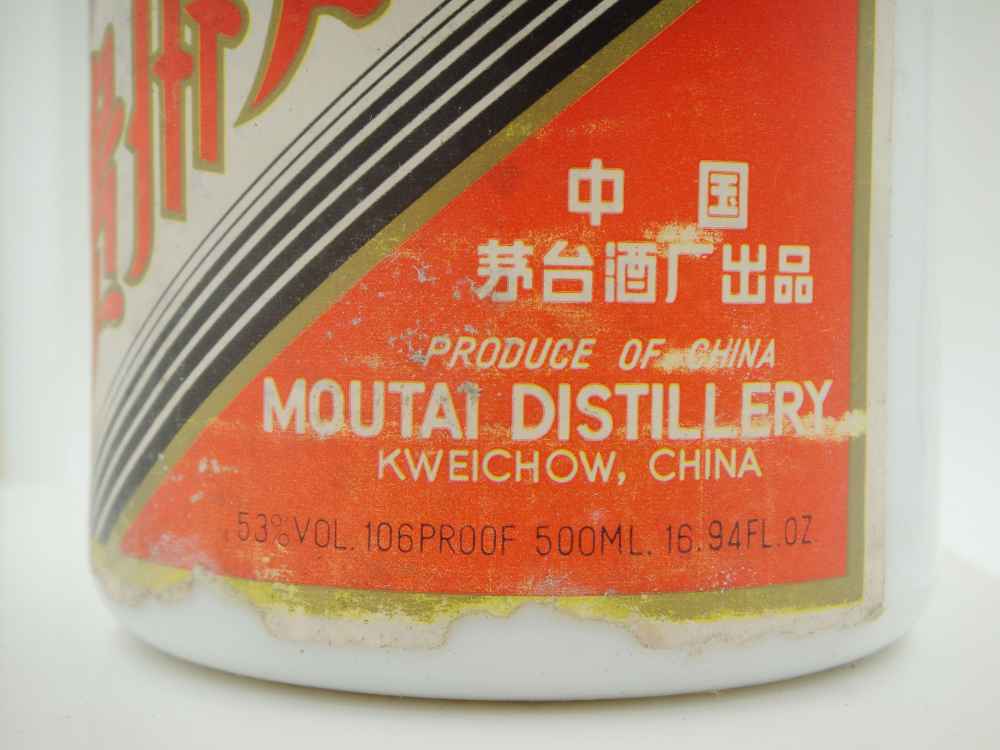 中国
茅台酒厂出品
PRODUCE OF CHINA
MOUTAI DISTILLERY
KWEICHOW, CHINA
53%VOL. 106PROOF 500ML. 16.94FL.OZ.